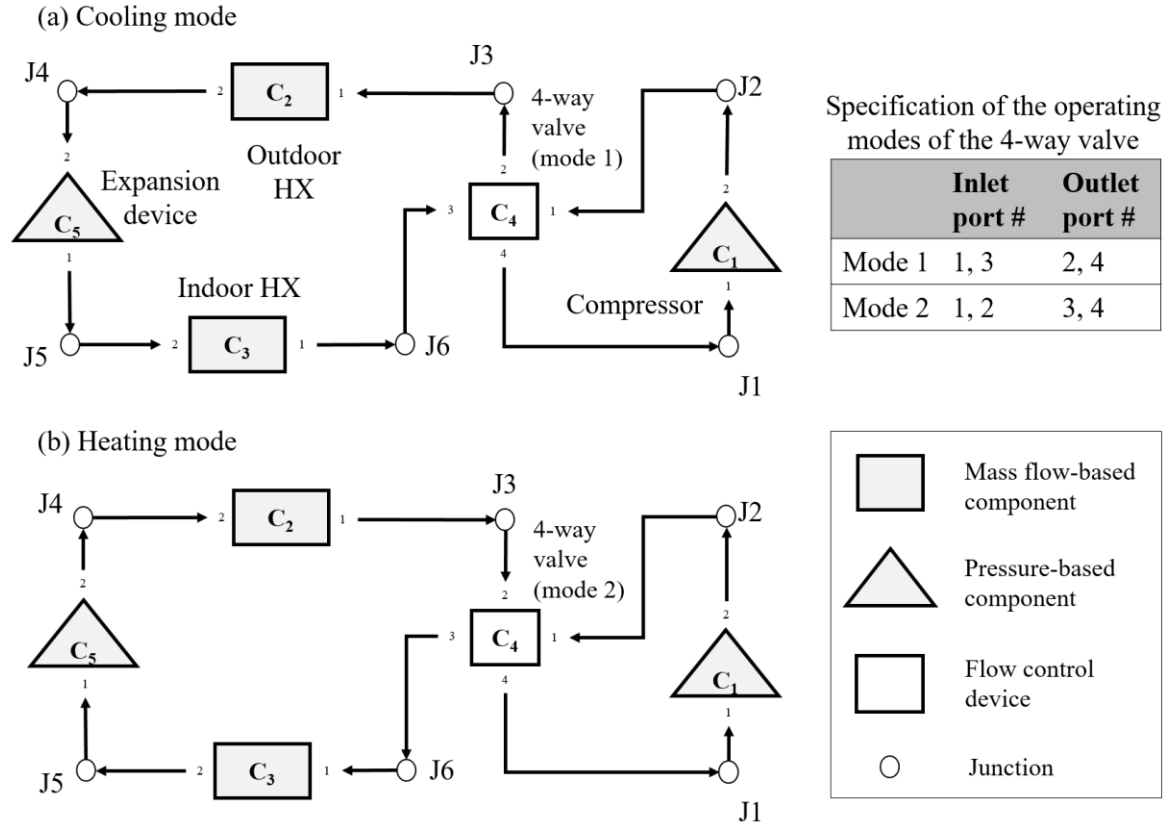 (a) Cooling mode
J4
2
C2
1
J3
4-way
valve
(mode 1)
J2
2
Expansion
device
Outdoor
HX
2
3
C4
1
2
C5
C1
4
1
Indoor HX
Compressor
1
J5
2
C3
1
J6
J1
Specification of the operating
modes of the 4-way valve
Inlet
port #
Outlet
port #
Mode 1 1, 3 2, 4
Mode 2 1, 2 3, 4
(b) Heating mode
J4
2
C2
1
J3
4-way
valve
(mode 2)
J2
2
2
2
3
C4
1
C5
C1
4
1
1
J5
2
C3
1
J6
J1
Mass flow-based
component
Pressure-based
component
Flow control
device
Junction